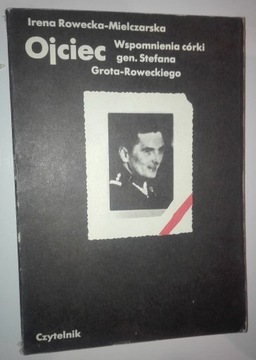 Irena Rowecka-Mielczarska
Ojciec
Wspomnienia córki
gen. Stefana
Grota-Roweckiego
Czytelnik